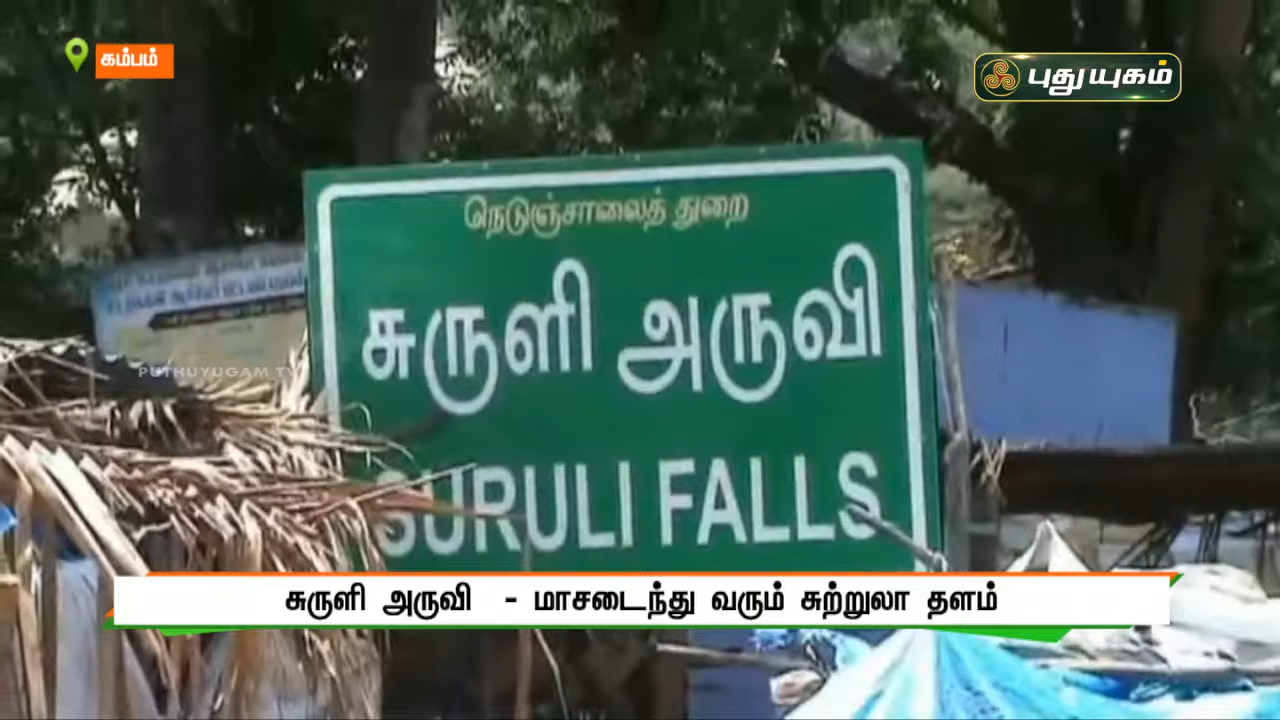 கம்பம்
புதுயுகம்
நெடுஞ்சாலைத் துறை
சுருளி அருவி
SURULI FALLS
PUTHUYUGAM TV
சுருளி அருவி - மாசடைந்து வரும் சுற்றுலா தளம்